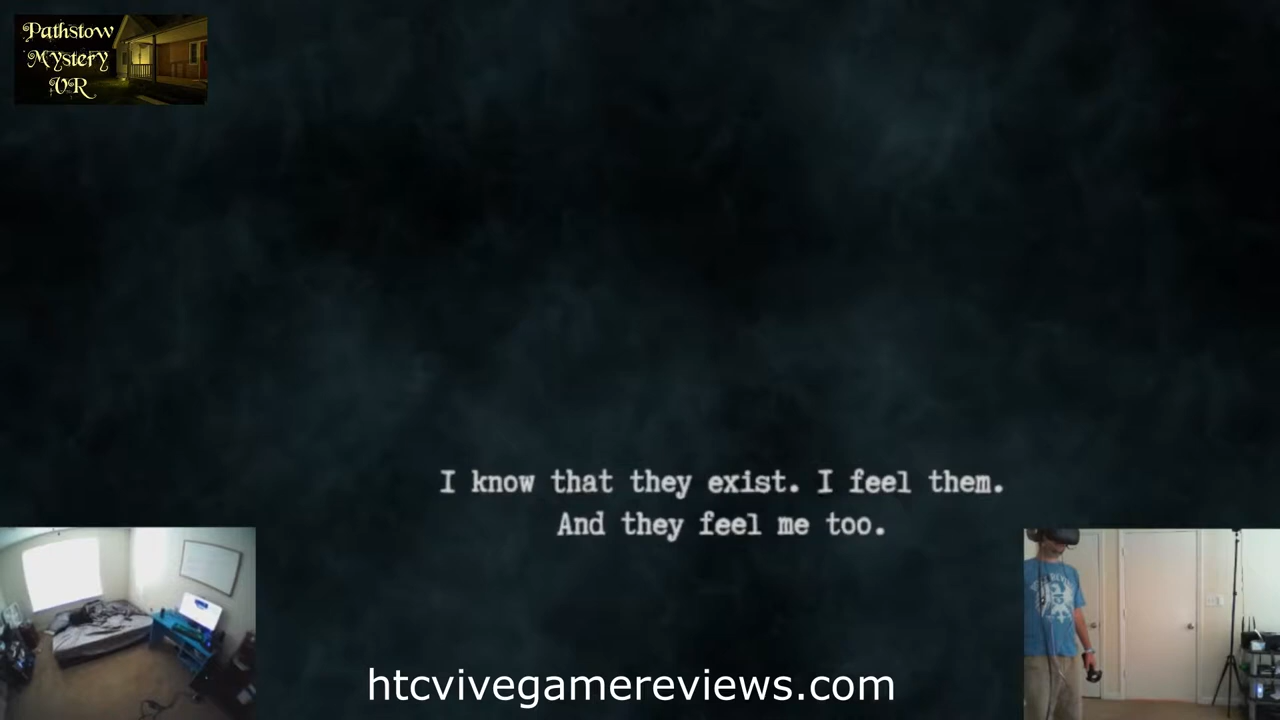 Pathstow
Mystery
VR
I know that they exist. I feel them.
And they feel me too.
htcvivegamereviews.com